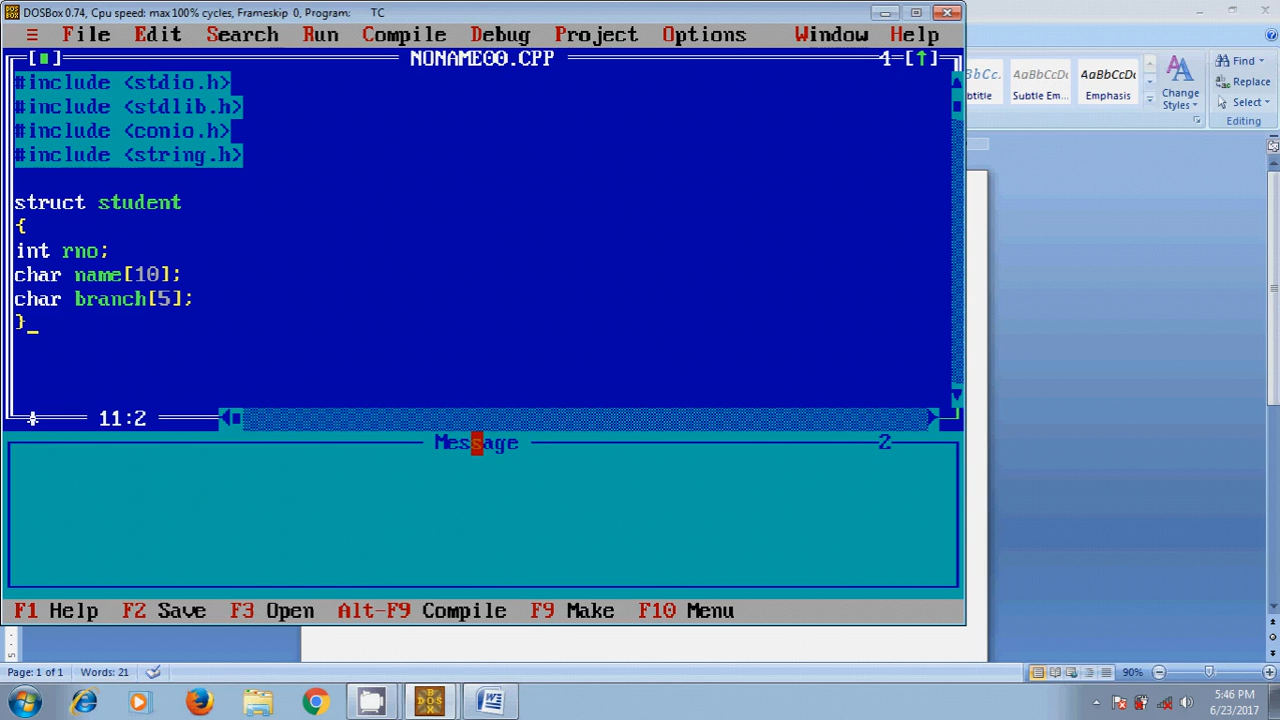 DOSBox 0.74, Cpu speed: max 100% cycles, Frameskip 0, Program: TC
≡ File Edit Search Run Compile Debug Project Options Window Help
[■] NONAME00.CPP 1=[↑]
#include <stdio.h>
#include <stdlib.h>
#include <conio.h>
#include <string.h>
struct student
{
int rno;
char name[10];
char branch[5];
}_
11:2
Message 2
F1 Help F2 Save F3 Open Alt-F9 Compile F9 Make F10 Menu
AaBbCcDc AaBbCcDc
Subtle Em... Emphasis
Change
Styles
Find
Replace
Select
Editing
Page: 1 of 1 Words: 21 90%
5:46 PM
6/23/2017